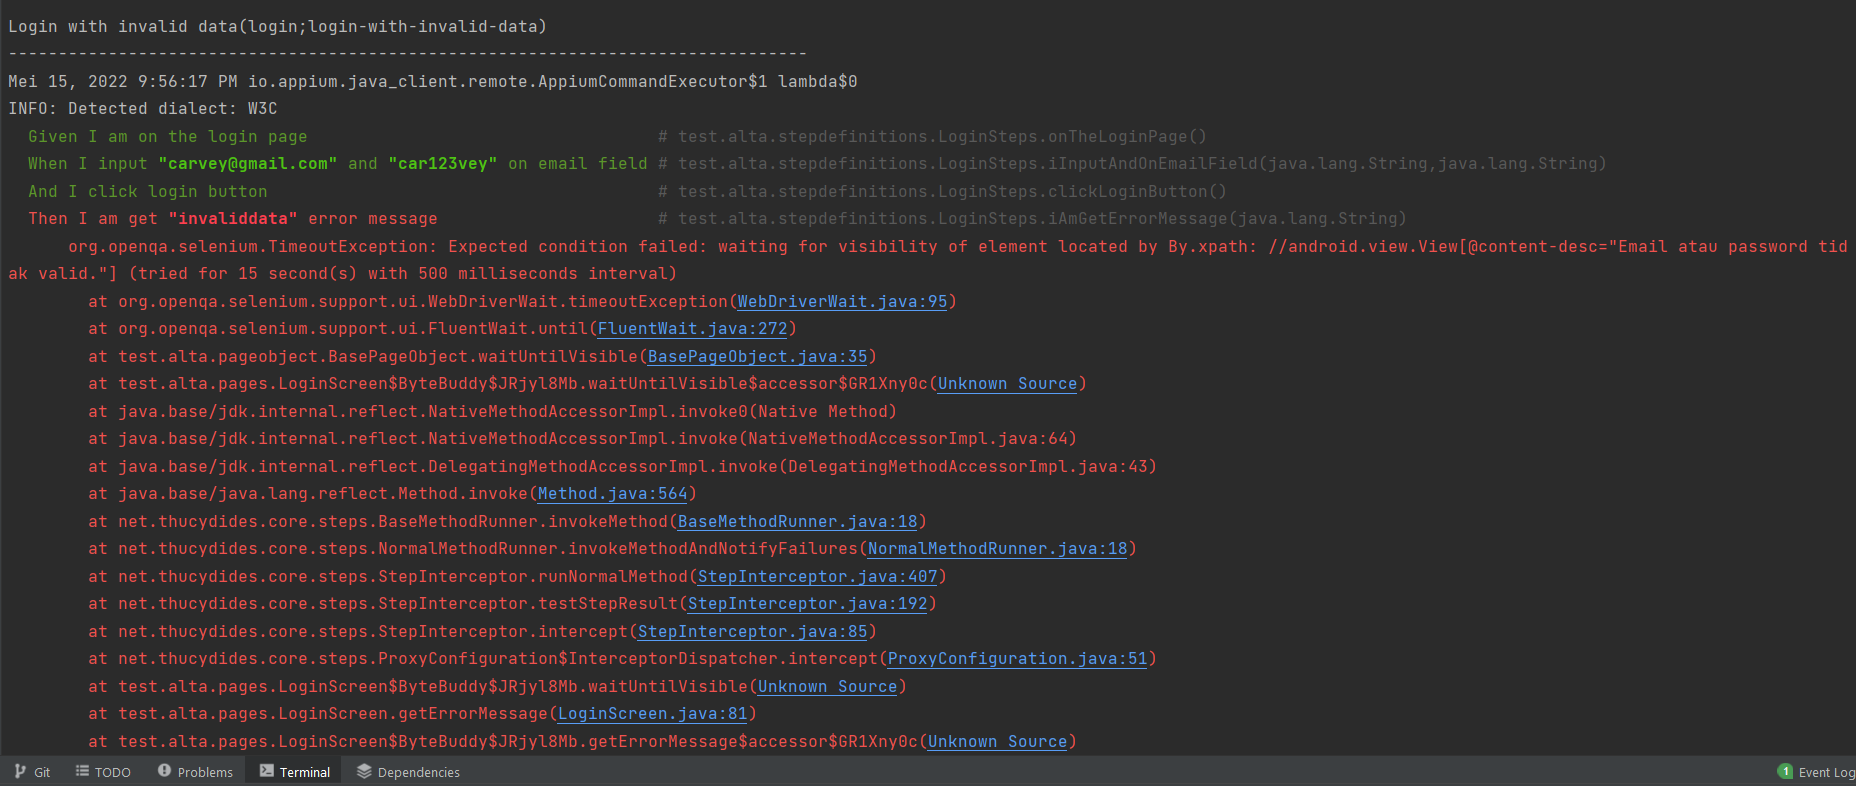 Login with invalid data(login;login-with-invalid-data)
--------------------------------------------------------------------------------
Mei 15, 2022 9:56:17 PM io.appium.java_client.remote.AppiumCommandExecutor$1 lambda$0
INFO: Detected dialect: W3C
Given I am on the login page # test.alta.stepdefinitions.LoginSteps.onTheLoginPage()
When I input "carvey@gmail.com" and "car123vey" on email field # test.alta.stepdefinitions.LoginSteps.iInputAndOnEmailField(java.lang.String,java.lang.String)
And I click login button # test.alta.stepdefinitions.LoginSteps.clickLoginButton()
Then I am get "invaliddata" error message # test.alta.stepdefinitions.LoginSteps.iAmGetErrorMessage(java.lang.String)
org.openqa.selenium.TimeoutException: Expected condition failed: waiting for visibility of element located by By.xpath: //android.view.View[@content-desc="Email atau password tid
ak valid."] (tried for 15 second(s) with 500 milliseconds interval)
at org.openqa.selenium.support.ui.WebDriverWait.timeoutException(WebDriverWait.java:95)
at org.openqa.selenium.support.ui.FluentWait.until(FluentWait.java:272)
at test.alta.pageobject.BasePageObject.waitUntilVisible(BasePageObject.java:35)
at test.alta.pages.LoginScreen$ByteBuddy$JRjyl8Mb.waitUntilVisible$accessor$GR1Xny0c(Unknown Source)
at java.base/jdk.internal.reflect.NativeMethodAccessorImpl.invoke0(Native Method)
at java.base/jdk.internal.reflect.NativeMethodAccessorImpl.invoke(NativeMethodAccessorImpl.java:64)
at java.base/jdk.internal.reflect.DelegatingMethodAccessorImpl.invoke(DelegatingMethodAccessorImpl.java:43)
at java.base/java.lang.reflect.Method.invoke(Method.java:564)
at net.thucydides.core.steps.BaseMethodRunner.invokeMethod(BaseMethodRunner.java:18)
at net.thucydides.core.steps.NormalMethodRunner.invokeMethodAndNotifyFailures(NormalMethodRunner.java:18)
at net.thucydides.core.steps.StepInterceptor.runNormalMethod(StepInterceptor.java:407)
at net.thucydides.core.steps.StepInterceptor.testStepResult(StepInterceptor.java:192)
at net.thucydides.core.steps.StepInterceptor.intercept(StepInterceptor.java:85)
at net.thucydides.core.steps.ProxyConfiguration$InterceptorDispatcher.intercept(ProxyConfiguration.java:51)
at test.alta.pages.LoginScreen$ByteBuddy$JRjyl8Mb.waitUntilVisible(Unknown Source)
at test.alta.pages.LoginScreen.getErrorMessage(LoginScreen.java:81)
at test.alta.pages.LoginScreen$ByteBuddy$JRjyl8Mb.getErrorMessage$accessor$GR1Xny0c(Unknown Source)
Git TODO Problems Terminal Dependencies 1 Event Log